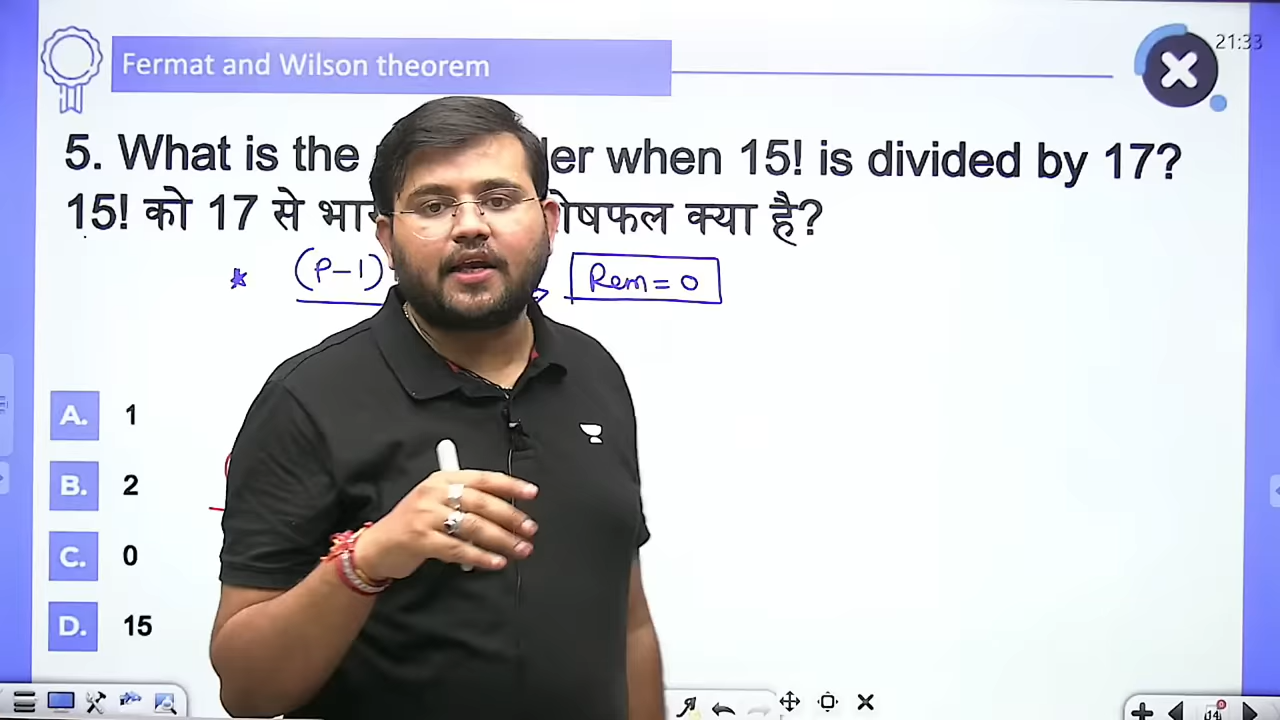 Fermat and Wilson theorem
21:33
5. What is the der when 15! is divided by 17?
15! को 17 से शेषफल क्या है?
(P-1) Rem = 0
A. 1
B. 2
C. 0
D. 15
14